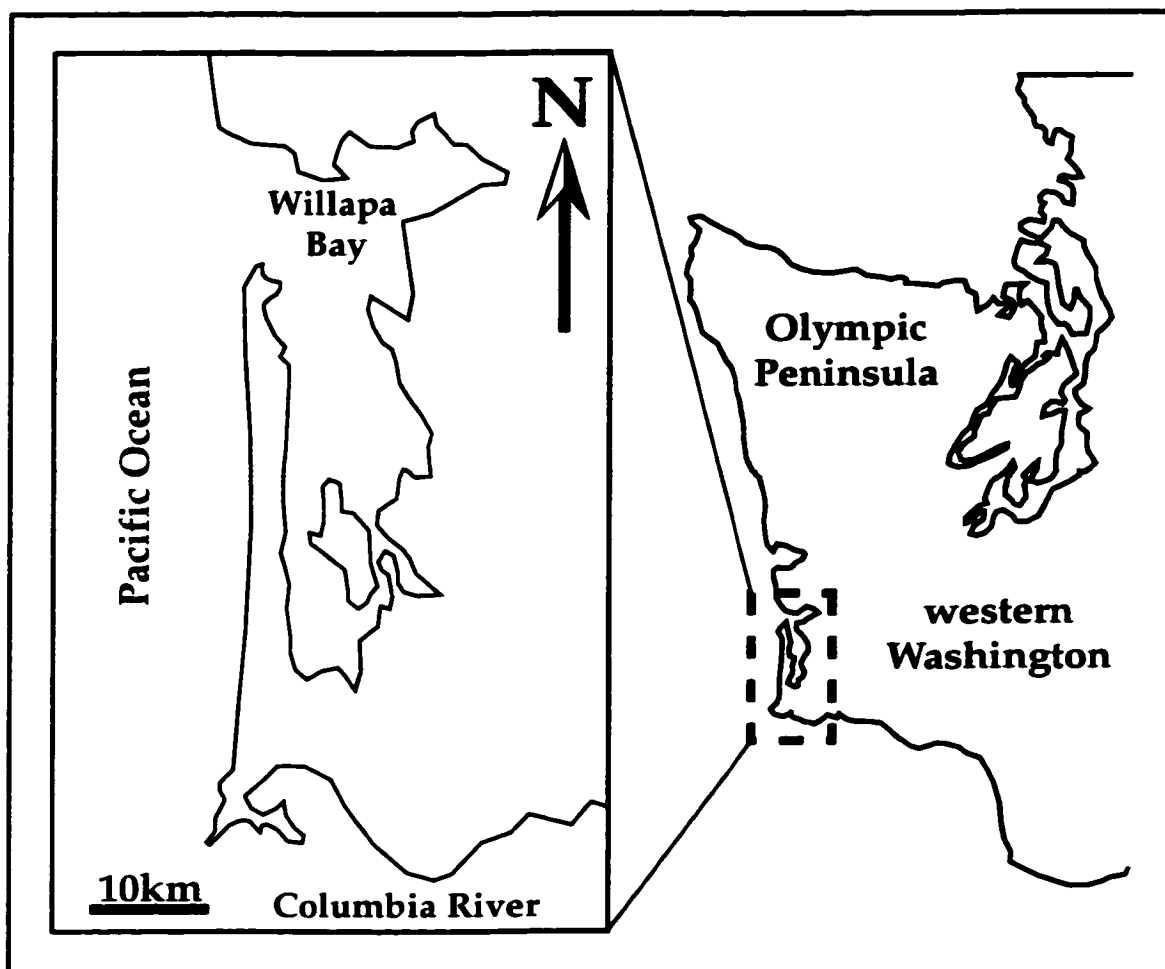 N
Willapa
Bay
Pacific Ocean
10km
Columbia River
Olympic
Peninsula
western
Washington